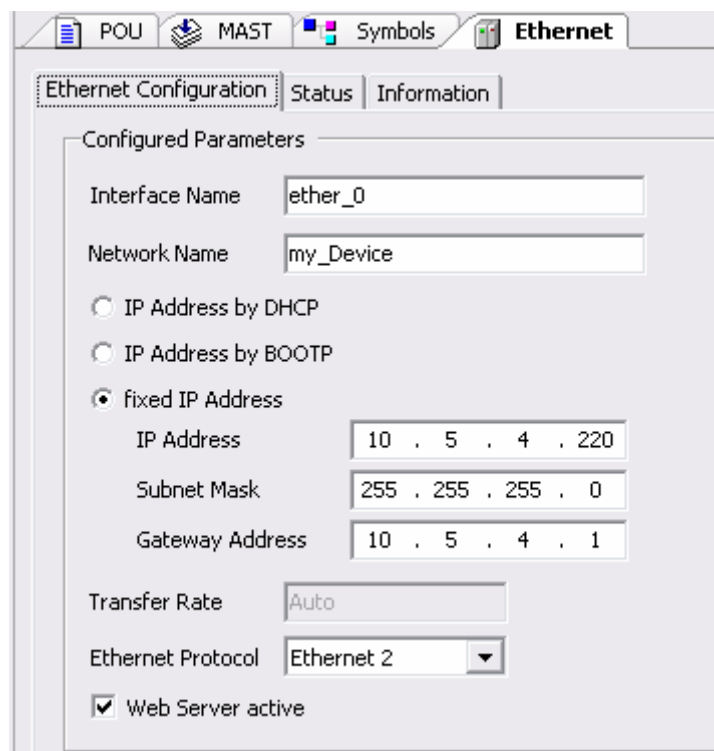 POU MAST Symbols Ethernet
Ethernet Configuration Status Information
Configured Parameters
Interface Name ether_0
Network Name my_Device
IP Address by DHCP
IP Address by BOOTP
fixed IP Address
IP Address 10 . 5 . 4 . 220
Subnet Mask 255 . 255 . 255 . 0
Gateway Address 10 . 5 . 4 . 1
Transfer Rate Auto
Ethernet Protocol Ethernet 2
Web Server active